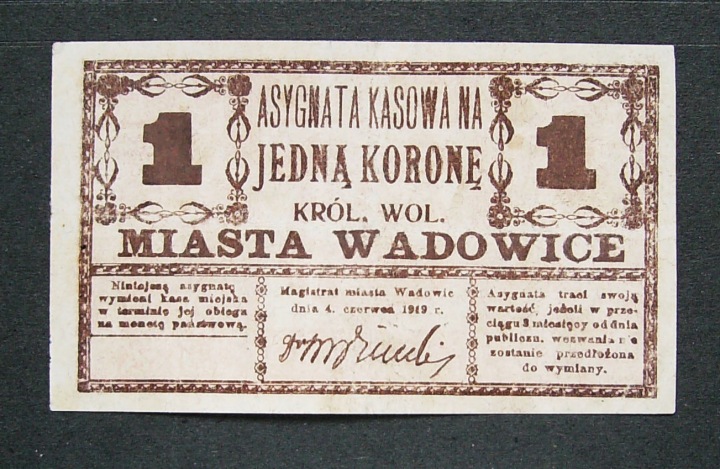 1
ASYGNATA KASOWA NA
1
JEDNĄ KORONĘ
KRÓL. WOL.
MIASTA WADOWICE
Niniejszą asygnatę
wymieni kasa miejska
w terminie jej obiegu
na monetę państwową.
Magistrat miasta Wadowic
dnia 4. czerwca 1919 r.
Asygnata traci swoją
wartość, jeżeli w prze-
ciągu 3 miesięcy od dnia
publiczn. wezwania nie
zostanie przedłożona
do wymiany.